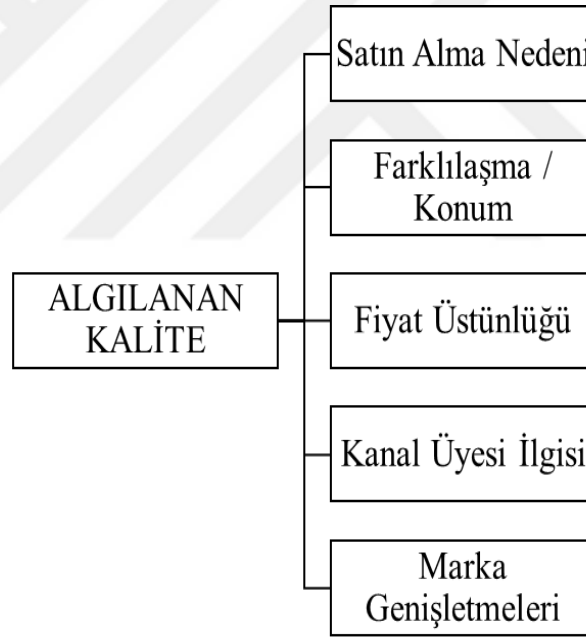 Satın Alma Nedeni
Farklılaşma /
Konum
ALGILANAN
KALİTE
Fiyat Üstünlüğü
Kanal Üyesi İlgisi
Marka
Genişletmeleri